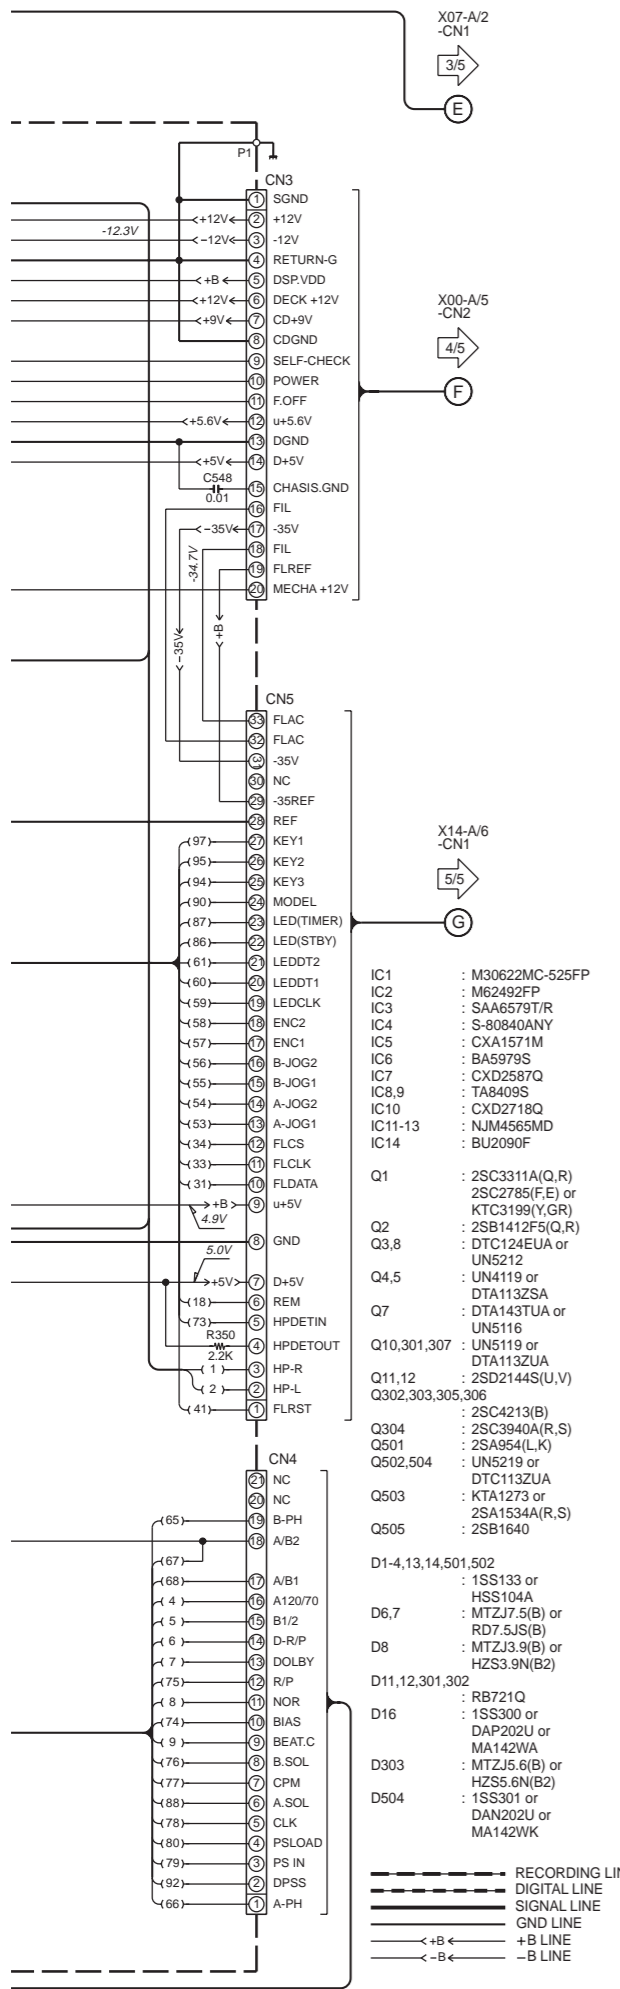 X07-A/2
-CN1
3/5
E
P1
CN3
1 SGND
<+12V< 2 +12V
-12.3V <−12V< 3 -12V
4 RETURN-G
<+B< 5 DSP.VDD
<+12V< 6 DECK +12V
<+9V< 7 CD+9V
8 CDGND
9 SELF-CHECK
10 POWER
11 F.OFF
<+5.6V< 12 u+5.6V
13 DGND
<+5V< 14 D+5V
C548
0.01
15 CHASIS.GND
16 FIL
<−35V< 17 -35V
18 FIL
19 FLREF
20 MECHA +12V
-34.7V
<−35V<
<+B<
X00-A/5
-CN2
4/5
F
CN5
33 FLAC
32 FLAC
31 -35V
30 NC
29 -35REF
28 REF
(97) 27 KEY1
(95) 26 KEY2
(94) 25 KEY3
(90) 24 MODEL
(87) 23 LED(TIMER)
(86) 22 LED(STBY)
(61) 21 LEDDT2
(60) 20 LEDDT1
(59) 19 LEDCLK
(58) 18 ENC2
(57) 17 ENC1
(56) 16 B-JOG2
(55) 15 B-JOG1
(54) 14 A-JOG2
(53) 13 A-JOG1
(34) 12 FLCS
(33) 11 FLCLK
(31) 10 FLDATA
>+B> 9 u+5V
4.9V
8 GND
5.0V
>+5V> 7 D+5V
(18) 6 REM
(73) 5 HPDETIN
R350
2.2K
4 HPDETOUT
(1) 3 HP-R
(2) 2 HP-L
(41) 1 FLRST
X14-A/6
-CN1
5/5
G
CN4
21 NC
20 NC
(65) 19 B-PH
18 A/B2
(67)
(68) 17 A/B1
(4) 16 A120/70
(5) 15 B1/2
(6) 14 D-R/P
(7) 13 DOLBY
(75) 12 R/P
(8) 11 NOR
(74) 10 BIAS
(9) 9 BEAT.C
(76) 8 B.SOL
(77) 7 CPM
(88) 6 A.SOL
(78) 5 CLK
(80) 4 PSLOAD
(79) 3 PS IN
(92) 2 DPSS
(66) 1 A-PH
IC1 : M30622MC-525FP
IC2 : M62492FP
IC3 : SAA6579T/R
IC4 : S-80840ANY
IC5 : CXA1571M
IC6 : BA5979S
IC7 : CXD2587Q
IC8,9 : TA8409S
IC10 : CXD2718Q
IC11-13 : NJM4565MD
IC14 : BU2090F
Q1 : 2SC3311A(Q,R)
2SC2785(F,E) or
KTC3199(Y,GR)
Q2 : 2SB1412F5(Q,R)
Q3,8 : DTC124EUA or
UN5212
Q4,5 : UN4119 or
DTA113ZSA
Q7 : DTA143TUA or
UN5116
Q10,301,307 : UN5119 or
DTA113ZUA
Q11,12 : 2SD2144S(U,V)
Q302,303,305,306
: 2SC4213(B)
Q304 : 2SC3940A(R,S)
Q501 : 2SA954(L,K)
Q502,504 : UN5219 or
DTC113ZUA
Q503 : KTA1273 or
2SA1534A(R,S)
Q505 : 2SB1640
D1-4,13,14,501,502
: 1SS133 or
HSS104A
D6,7 : MTZJ7.5(B) or
RD7.5JS(B)
D8 : MTZJ3.9(B) or
HZS3.9N(B2)
D11,12,301,302
: RB721Q
D16 : 1SS300 or
DAP202U or
MA142WA
D303 : MTZJ5.6(B) or
HZS5.6N(B2)
D504 : 1SS301 or
DAN202U or
MA142WK
RECORDING LIN
DIGITAL LINE
SIGNAL LINE
GND LINE
<+B< +B LINE
<−B< −B LINE